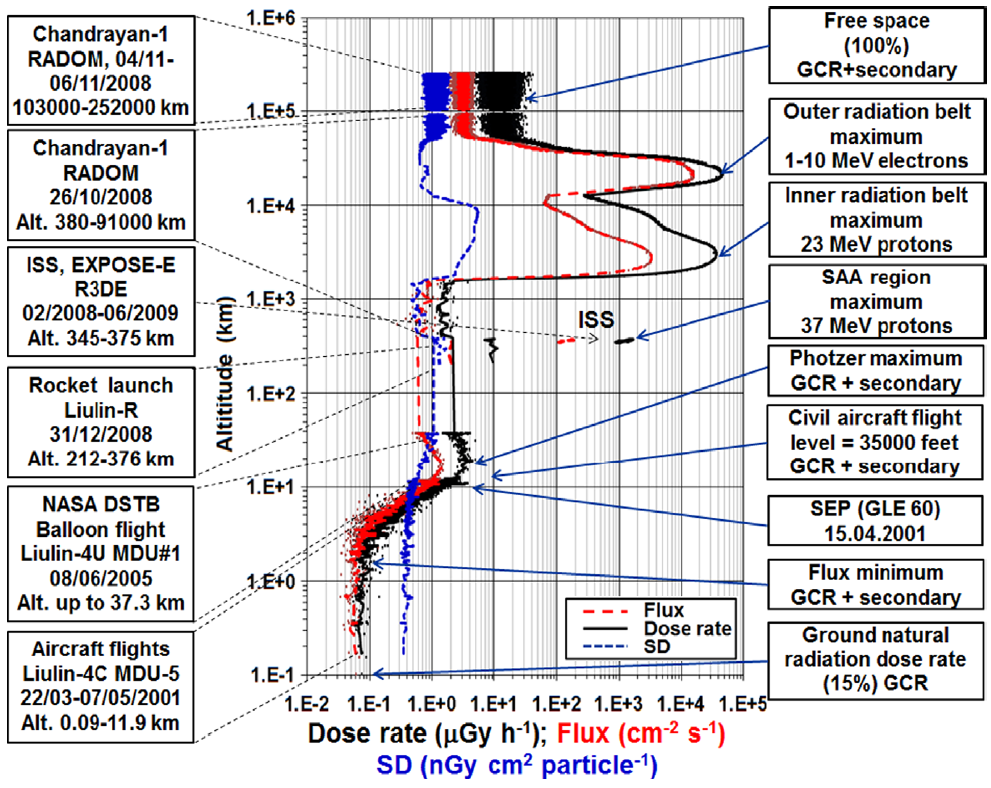 Chandrayan-1
RADOM, 04/11-
06/11/2008
103000-252000 km
Chandrayan-1
RADOM
26/10/2008
Alt. 380-91000 km
ISS, EXPOSE-E
R3DE
02/2008-06/2009
Alt. 345-375 km
Rocket launch
Liulin-R
31/12/2008
Alt. 212-376 km
NASA DSTB
Balloon flight
Liulin-4U MDU#1
08/06/2005
Alt. up to 37.3 km
Aircraft flights
Liulin-4C MDU-5
22/03-07/05/2001
Alt. 0.09-11.9 km
Altititude (km)
1.E+6
1.E+5
1.E+4
1.E+3
1.E+2
1.E+1
1.E+0
1.E-1
ISS
Flux
Dose rate
SD
1.E-2 1.E-1 1.E+0 1.E+1 1.E+2 1.E+3 1.E+4 1.E+5
Dose rate (μGy h-1); Flux (cm-2 s-1)
SD (nGy cm2 particle-1)
Free space
(100%)
GCR+secondary
Outer radiation belt
maximum
1-10 MeV electrons
Inner radiation belt
maximum
23 MeV protons
SAA region
maximum
37 MeV protons
Photzer maximum
GCR + secondary
Civil aircraft flight
level = 35000 feet
GCR + secondary
SEP (GLE 60)
15.04.2001
Flux minimum
GCR + secondary
Ground natural
radiation dose rate
(15%) GCR